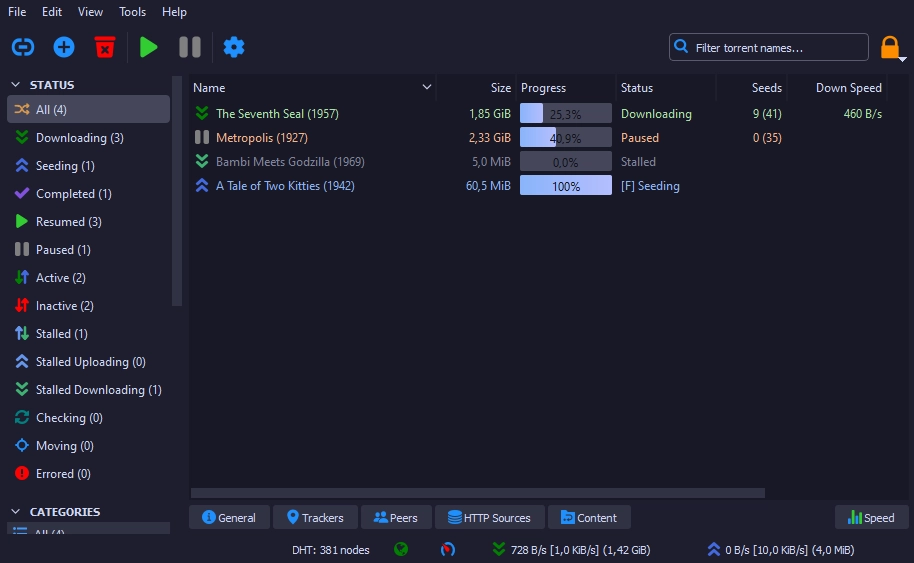 File Edit View Tools Help
Filter torrent names...
STATUS
All (4)
Downloading (3)
Seeding (1)
Completed (1)
Resumed (3)
Paused (1)
Active (2)
Inactive (2)
Stalled (1)
Stalled Uploading (0)
Stalled Downloading (1)
Checking (0)
Moving (0)
Errored (0)
CATEGORIES
All (4)
Name Size Progress Status Seeds Down Speed
The Seventh Seal (1957) 1,85 GiB 25,3% Downloading 9 (41) 460 B/s
Metropolis (1927) 2,33 GiB 40,9% Paused 0 (35)
Bambi Meets Godzilla (1969) 5,0 MiB 0,0% Stalled
A Tale of Two Kitties (1942) 60,5 MiB 100% [F] Seeding
General Trackers Peers HTTP Sources Content Speed
DHT: 381 nodes 728 B/s [1,0 KiB/s] (1,42 GiB) 0 B/s [10,0 KiB/s] (4,0 MiB)